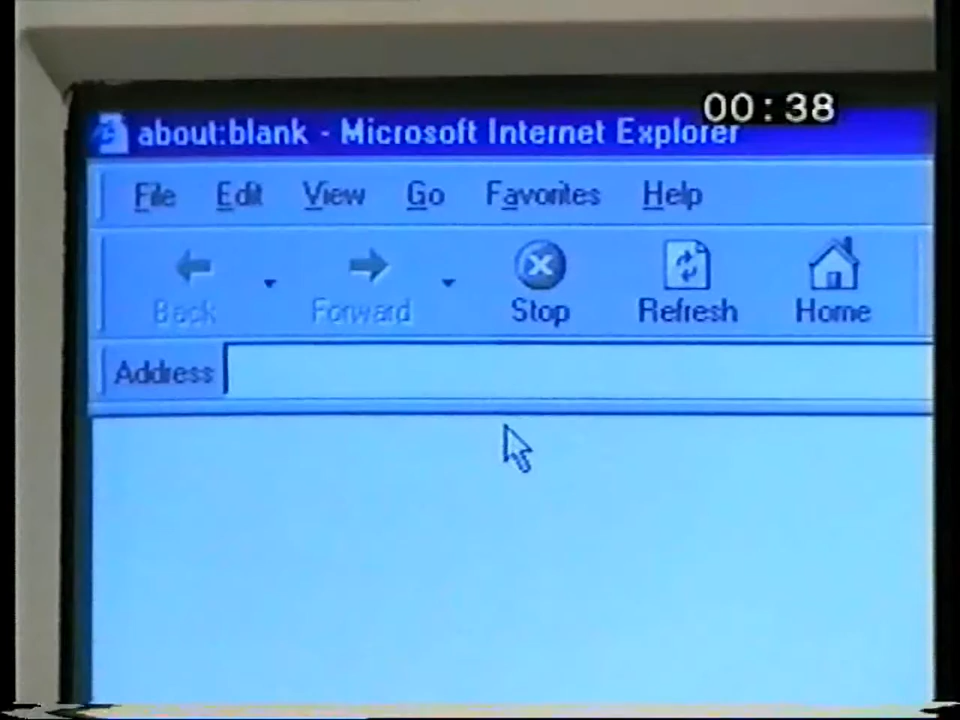 00:38
about:blank - Microsoft Internet Explorer
File Edit View Go Favorites Help
Back Forward Stop Refresh Home
Address